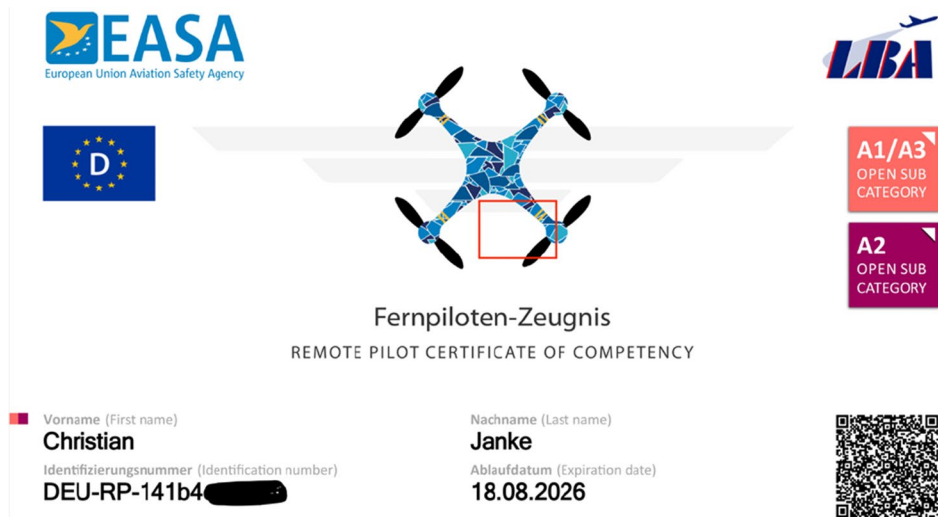 EASA
European Union Aviation Safety Agency
LBA
D
A1/A3
OPEN SUB
CATEGORY
A2
OPEN SUB
CATEGORY
Fernpiloten-Zeugnis
REMOTE PILOT CERTIFICATE OF COMPETENCY
Vorname (First name)
Christian
Nachname (Last name)
Janke
Identifizierungsnummer (Identification number)
DEU-RP-141b4
Ablaufdatum (Expiration date)
18.08.2026